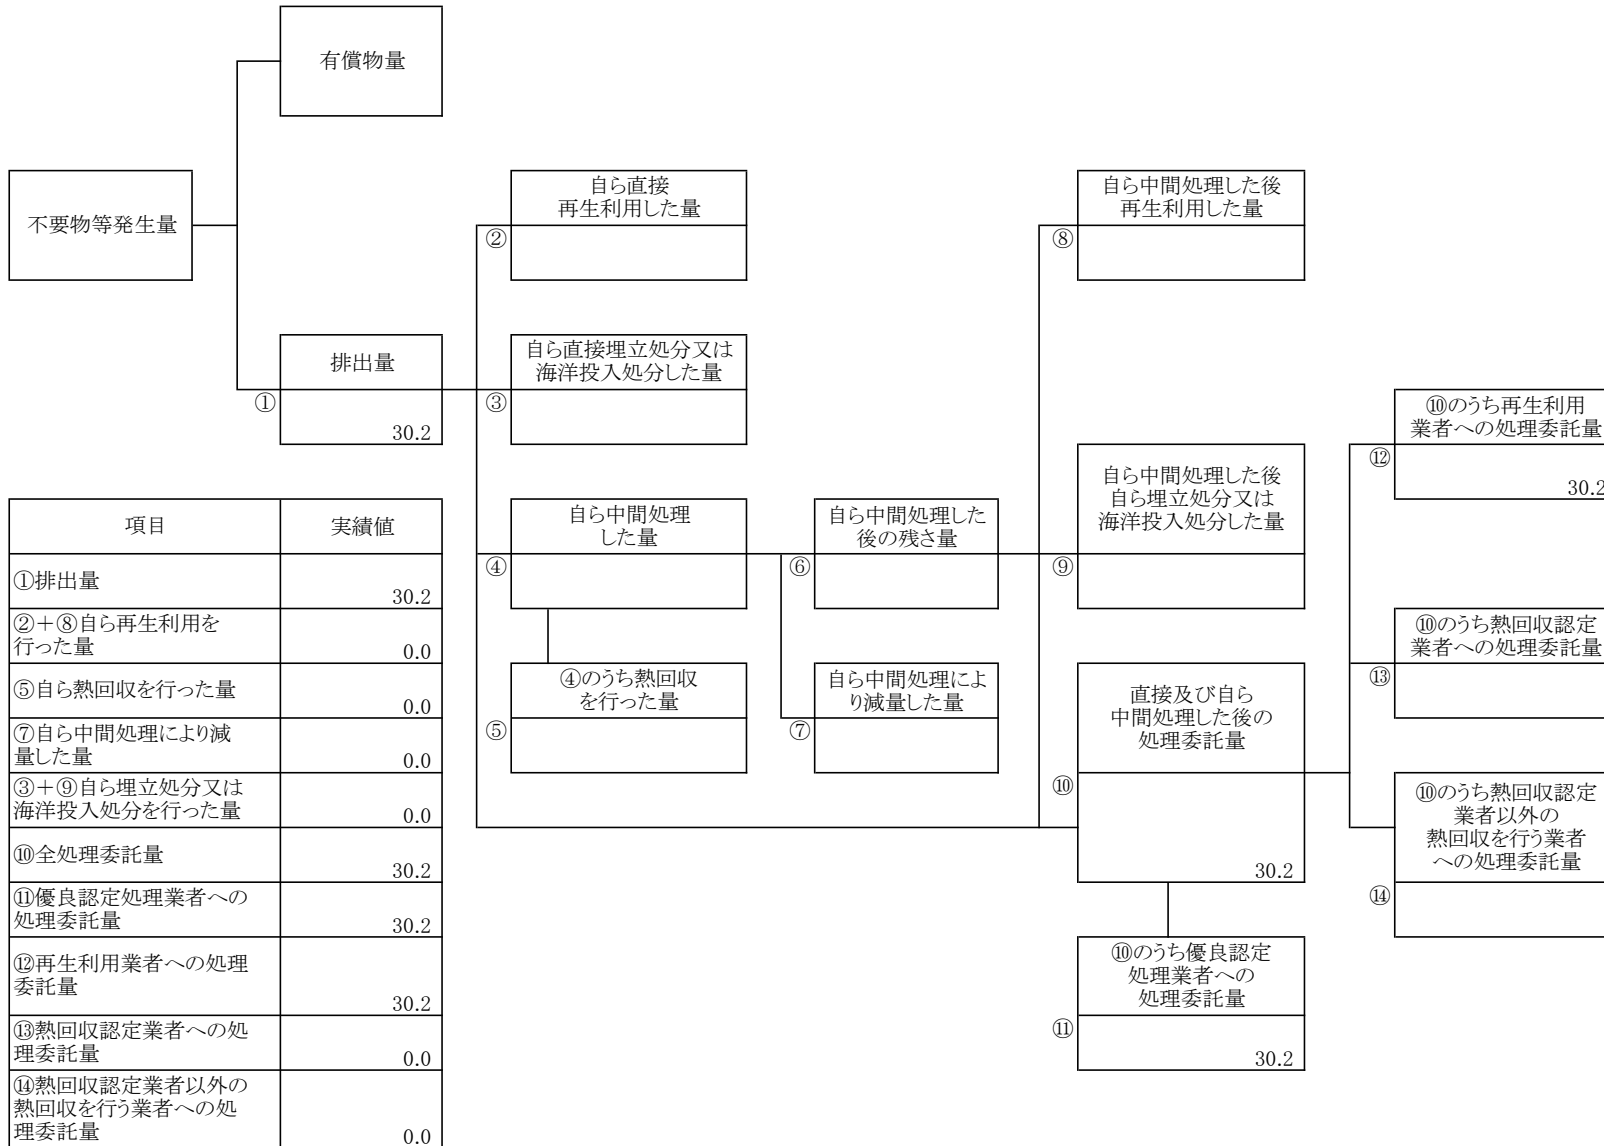 有償物量
不要物等発生量
自ら直接
再生利用した量
②
自ら中間処理した後
再生利用した量
⑧
排出量
①
30.2
自ら直接埋立処分又は
海洋投入処分した量
③
⑩のうち再生利用
業者への処理委託量
⑫
30.2
自ら中間処理
した量
④
自ら中間処理した
後の残さ量
⑥
自ら中間処理した後
自ら埋立処分又は
海洋投入処分した量
⑨
⑩のうち熱回収認定
業者への処理委託量
⑬
④のうち熱回収
を行った量
⑤
自ら中間処理によ
り減量した量
⑦
直接及び自ら
中間処理した後の
処理委託量
⑩
30.2
⑩のうち熱回収認定
業者以外の
熱回収を行う業者
への処理委託量
⑭
⑩のうち優良認定
処理業者への
処理委託量
⑪
30.2
項目 実績値
①排出量
30.2
②+⑧自ら再生利用を
行った量
0.0
⑤自ら熱回収を行った量
0.0
⑦自ら中間処理により減
量した量
0.0
③+⑨自ら埋立処分又は
海洋投入処分を行った量
0.0
⑩全処理委託量
30.2
⑪優良認定処理業者への
処理委託量
30.2
⑫再生利用業者への処理
委託量
30.2
⑬熱回収認定業者への処
理委託量
0.0
⑭熱回収認定業者以外の
熱回収を行う業者への処
理委託量
0.0